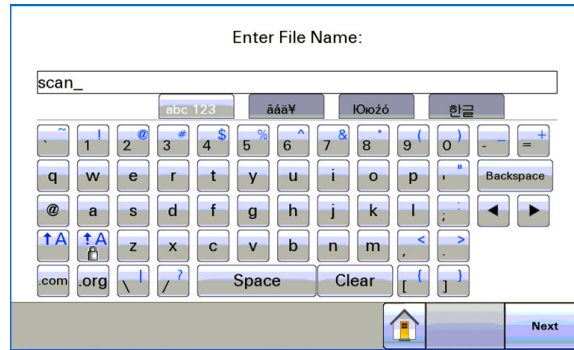 Enter File Name:
scan_
abc 123 âáä¥ Ююźó 한글
` ~ 1 ! 2 @ 3 # 4 $ 5 % 6 ^ 7 & 8 * 9 ( 0 ) - _ = +
q w e r t y u i o p ' " Backspace
@ a s d f g h j k l ; :
A A z x c v b n m , < . >
.com .org \ | / ? Space Clear [ { ] }
Next